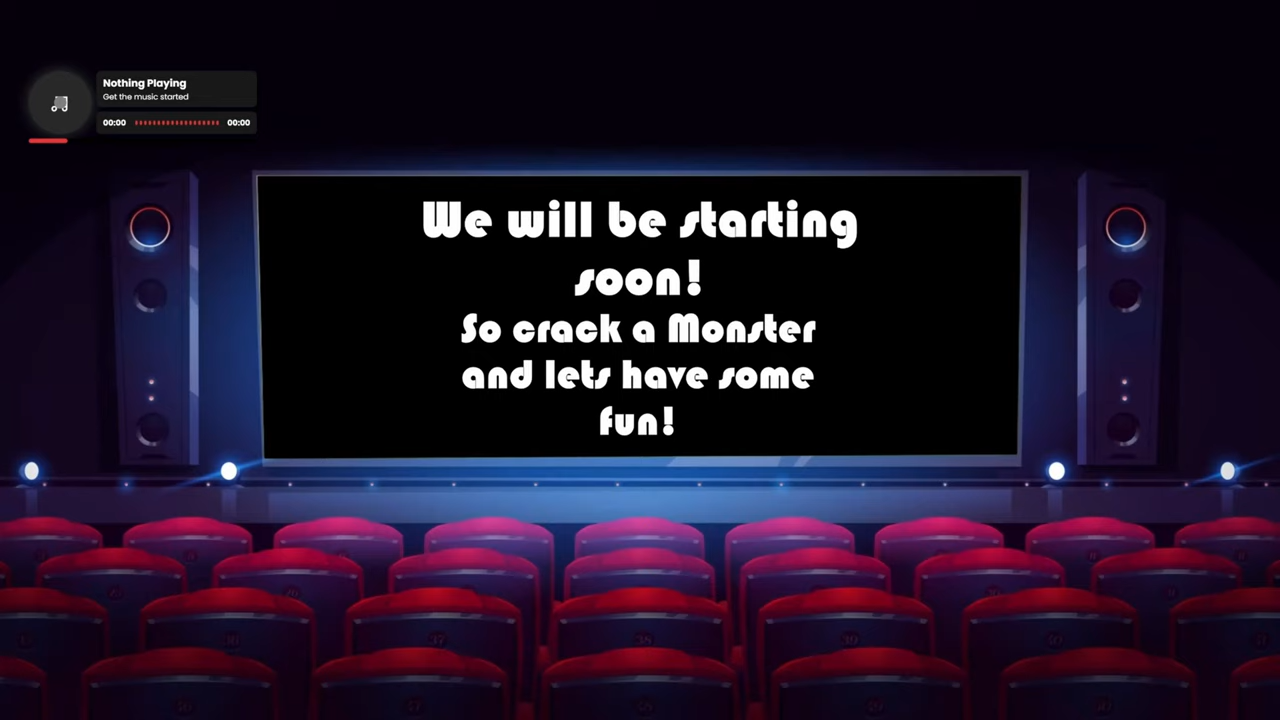 Nothing Playing
Get the music started
00:00 00:00
We will be starting
soon!
So crack a Monster
and lets have some
fun!